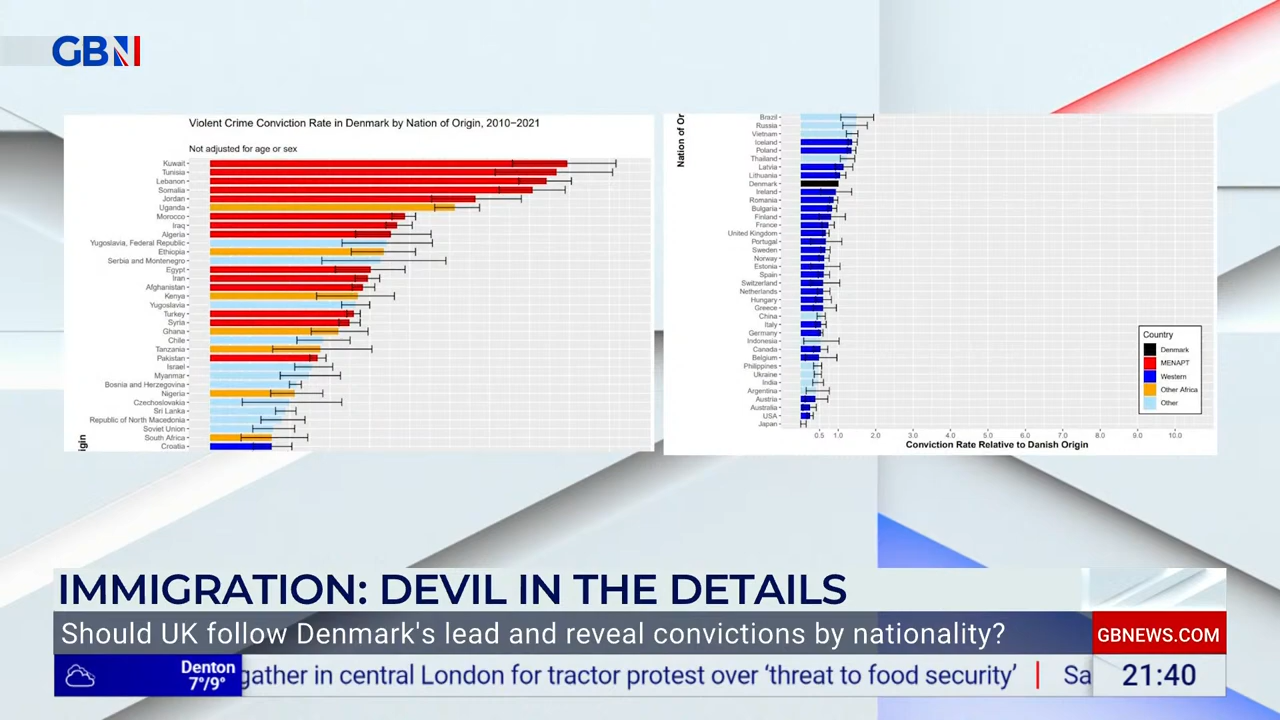 GBN
Violent Crime Conviction Rate in Denmark by Nation of Origin, 2010−2021
Not adjusted for age or sex
Kuwait
Tunisia
Lebanon
Somalia
Jordan
Uganda
Morocco
Iraq
Algeria
Yugoslavia, Federal Republic
Ethiopia
Serbia and Montenegro
Egypt
Iran
Afghanistan
Kenya
Yugoslavia
Turkey
Syria
Ghana
Chile
Tanzania
Pakistan
Israel
Myanmar
Bosnia and Herzegovina
Nigeria
Czechoslovakia
Sri Lanka
Republic of North Macedonia
Soviet Union
South Africa
Croatia
igin
Nation of Or
Brazil
Russia
Vietnam
Iceland
Poland
Thailand
Latvia
Lithuania
Denmark
Ireland
Romania
Bulgaria
Finland
France
United Kingdom
Portugal
Sweden
Norway
Estonia
Spain
Switzerland
Netherlands
Hungary
Greece
China
Italy
Germany
Indonesia
Canada
Belgium
Philippines
Ukraine
India
Argentina
Austria
Australia
USA
Japan
0.5 1.0 2.0 3.0 4.0 5.0 6.0 7.0 8.0 9.0 10.0
Conviction Rate Relative to Danish Origin
Country
Denmark
MENAPT
Western
Other Africa
Other
IMMIGRATION: DEVIL IN THE DETAILS
Should UK follow Denmark's lead and reveal convictions by nationality?
GBNEWS.COM
Denton
7°/9°
gather in central London for tractor protest over ‘threat to food security’ | Sa
21:40